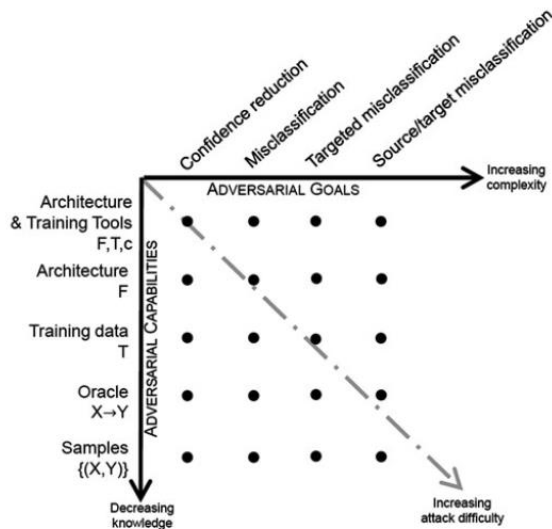 Confidence reduction
Misclassification
Targeted misclassification
Source/target misclassification
ADVERSARIAL GOALS
Increasing
complexity
ADVERSARIAL CAPABILITIES
Architecture
& Training Tools
F,T,c
Architecture
F
Training data
T
Oracle
X→Y
Samples
{(X,Y)}
Decreasing
knowledge
Increasing
attack difficulty